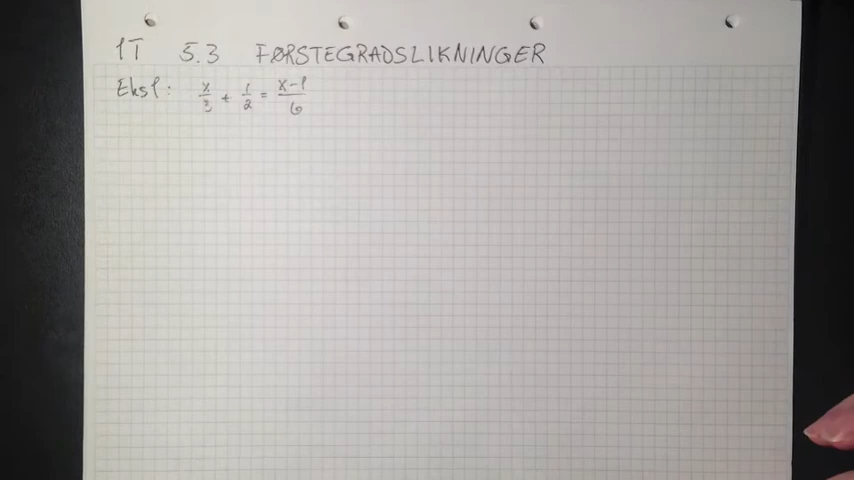 1T 5.3 FØRSTEGRADSLIKNINGER
Eks1: x/3 + 1/2 = x-1/6